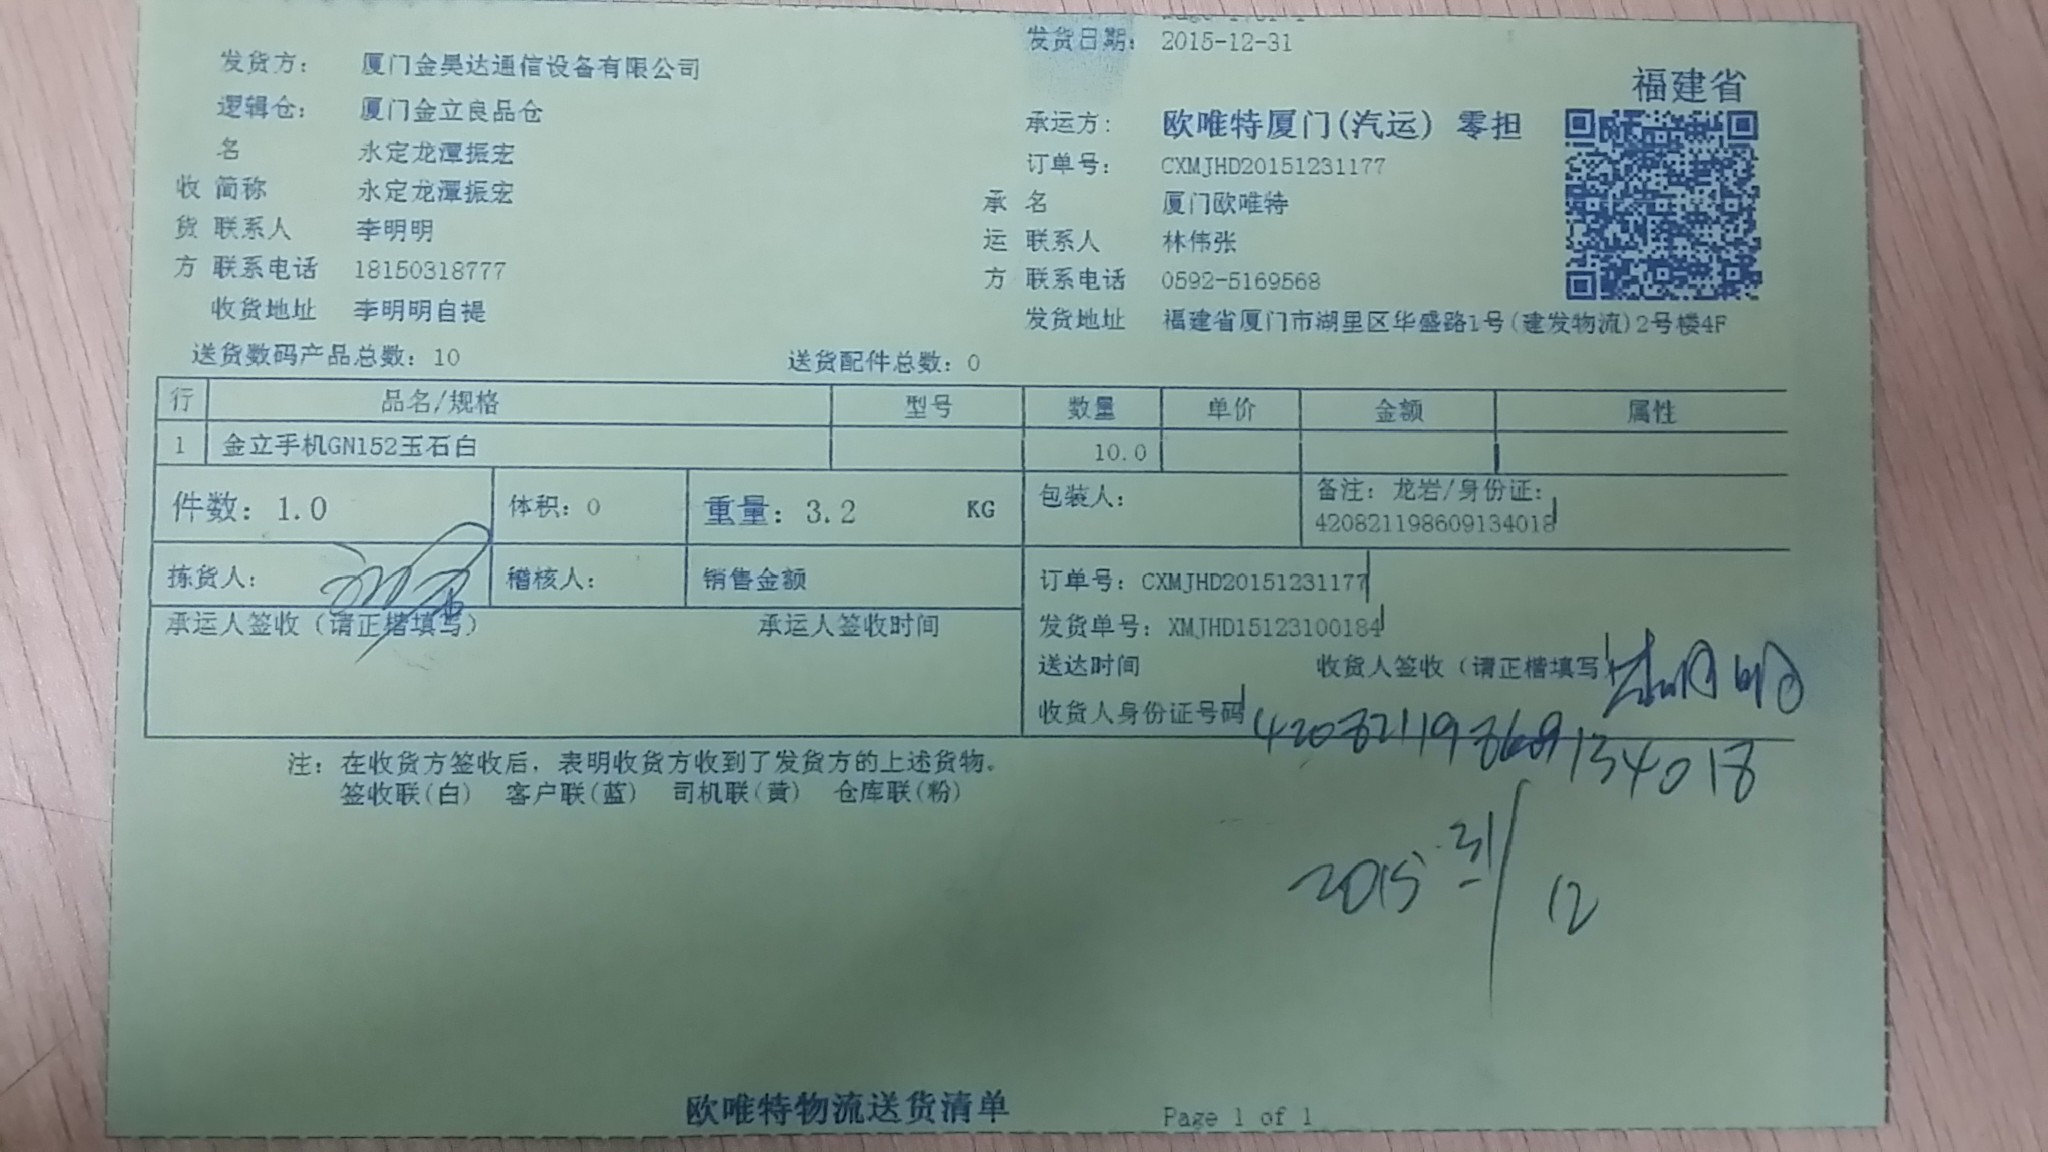 发货日期： 2015-12-31
发货方： 厦门金昊达通信设备有限公司
福建省
逻辑仓： 厦门金立良品仓
承运方： 欧唯特厦门(汽运) 零担
名 永定龙潭振宏
订单号： CXMJHD20151231177
收 简称 永定龙潭振宏
承 名 厦门欧唯特
货 联系人 李明明
运 联系人 林伟张
方 联系电话 18150318777
方 联系电话 0592-5169568
收货地址 李明明自提
发货地址 福建省厦门市湖里区华盛路1号(建发物流)2号楼4F
送货数码产品总数：10 送货配件总数：0
行 品名/规格 型号 数量 单价 金额 属性
1 金立手机GN152玉石白 10.0
件数：1.0 体积：0 重量：3.2 KG 包装人： 备注：龙岩/身份证：
420821198609134018
拣货人： 稽核人： 销售金额 订单号：CXMJHD20151231177
承运人签收（请正楷填写） 承运人签收时间 发货单号：XMJHD15123100184
送达时间 收货人签收（请正楷填写） 李明明
收货人身份证号码 420821198609134018
注：在收货方签收后，表明收货方收到了发货方的上述货物。
签收联(白) 客户联(蓝) 司机联(黄) 仓库联(粉)
2015 31/12
欧唯特物流送货清单 Page 1 of 1